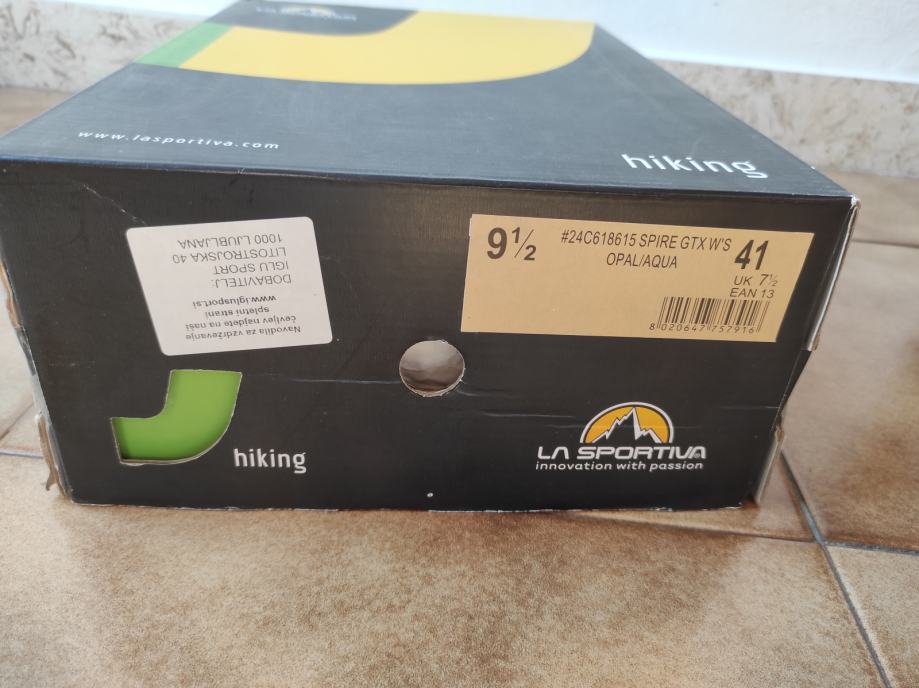 LA SPORTIVA
www.lasportiva.com
hiking
Navodila za vzdrževanje
čevljev najdete na naši
spletni strani
www.iglusport.si
DOBAVITELJ:
IGLU SPORT
LITOSTROJSKA 40
1000 LJUBLJANA
9½ #24C618615 SPIRE GTX W'S 41
OPAL/AQUA
UK 7½
EAN 13
8 020647 757916
hiking
LA SPORTIVA
innovation with passion